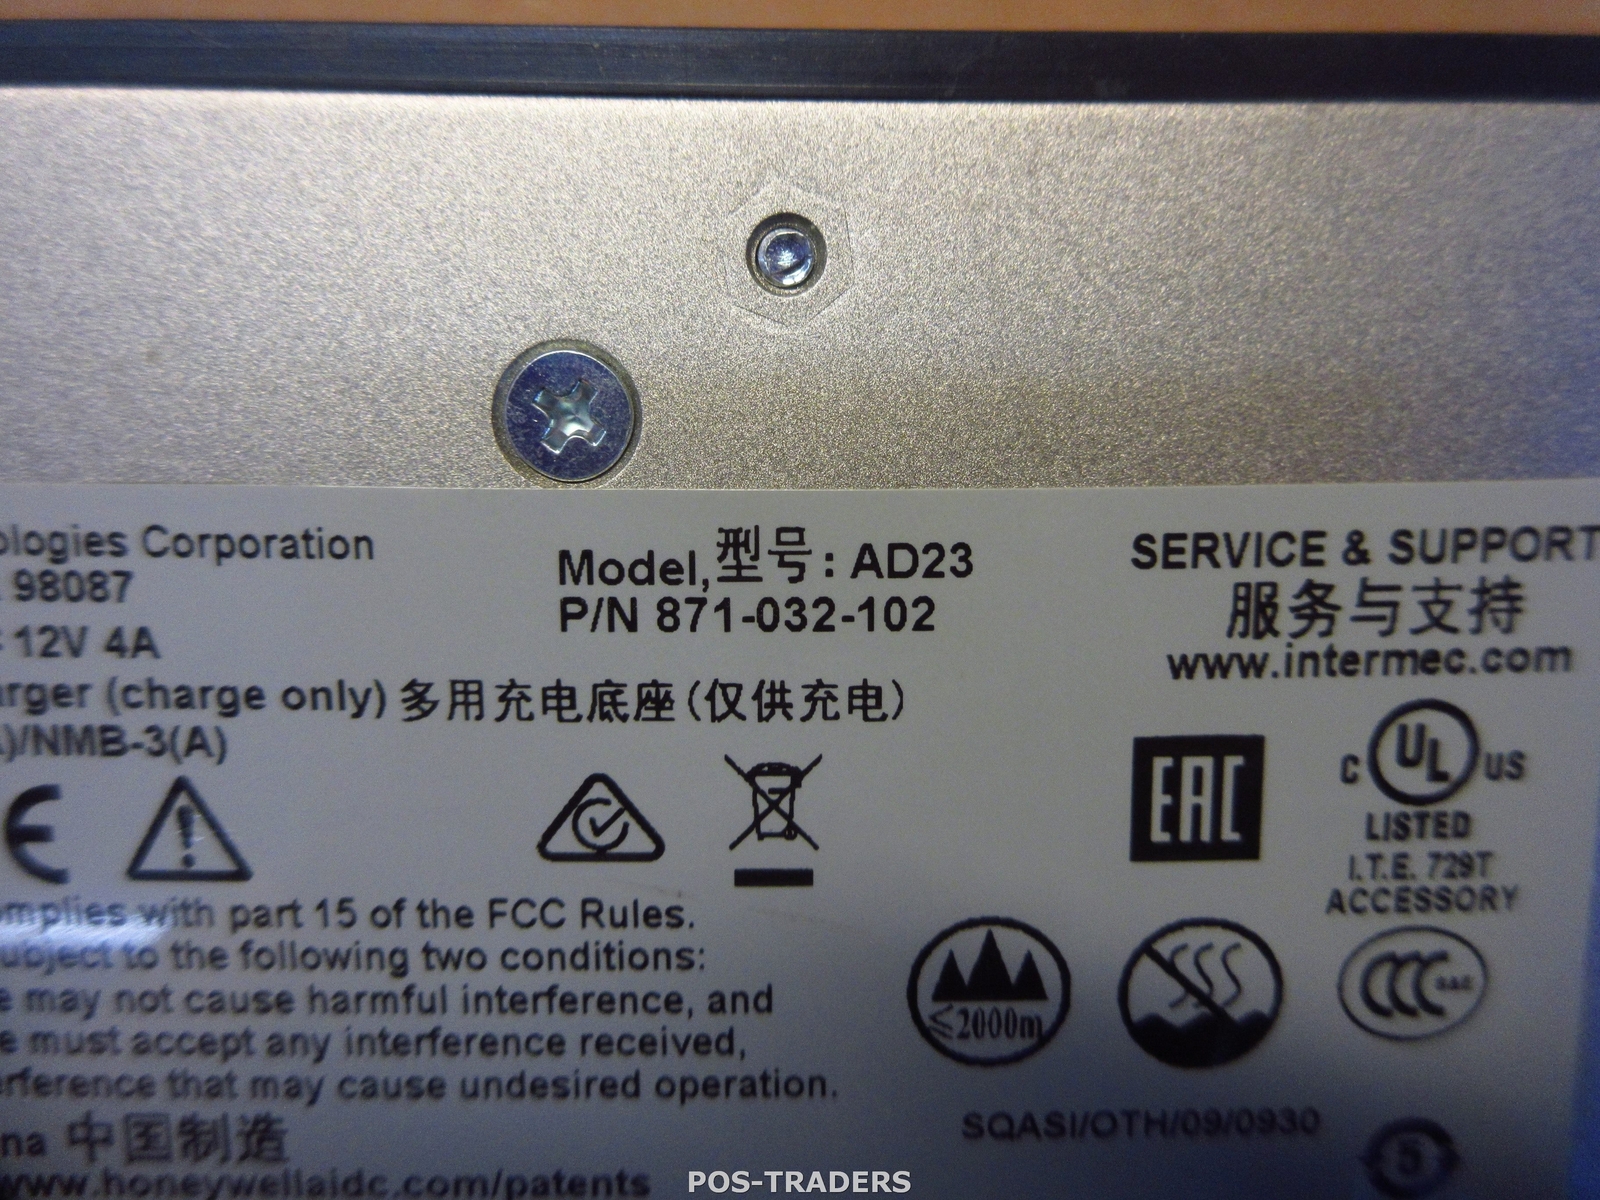 ologies Corporation
98087
12V 4A
arger (charge only) 多用充电底座(仅供充电)
)/NMB-3(A)
Model,型号: AD23
P/N 871-032-102
SERVICE & SUPPORT
服务与支持
www.intermec.com
CE
EAC
C UL US
LISTED
I.T.E. 729T
ACCESSORY
omplies with part 15 of the FCC Rules.
ubject to the following two conditions:
e may not cause harmful interference, and
e must accept any interference received,
erference that may cause undesired operation.
≤2000m
CCC S&E
SQASI/OTH/09/0930
na 中国制造
www.honeywellaidc.com/patents
5
POS-TRADERS